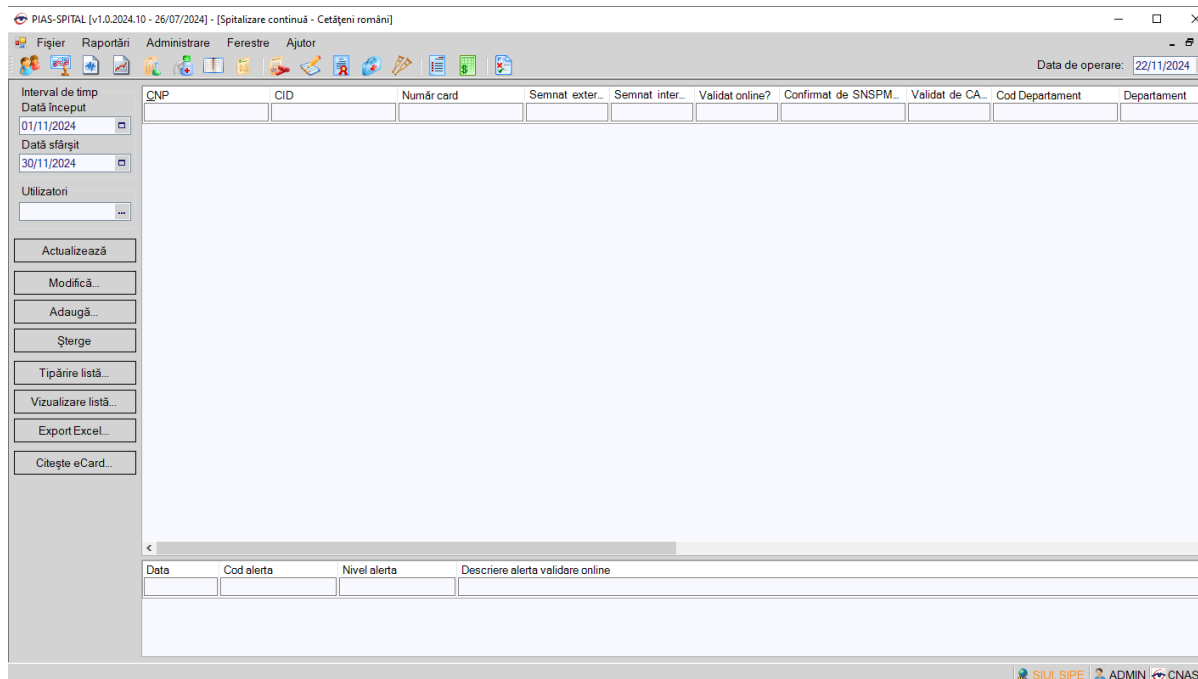 PIAS-SPITAL [v1.0.2024.10 - 26/07/2024] - [Spitalizare continuă - Cetăţeni români]
Fişier Raportări Administrare Ferestre Ajutor
Data de operare: 22/11/2024
Interval de timp
Dată început
01/11/2024
Dată sfârşit
30/11/2024
Utilizatori
...
Actualizează
Modifică...
Adaugă...
Şterge
Tipărire listă...
Vizualizare listă...
Export Excel...
Citeşte eCard...
CNP CID Număr card Semnat exter... Semnat inter... Validat online? Confirmat de SNSPM... Validat de CA... Cod Departament Departament
Data Cod alerta Nivel alerta Descriere alerta validare online
SIUI, SIPE ADMIN CNAS